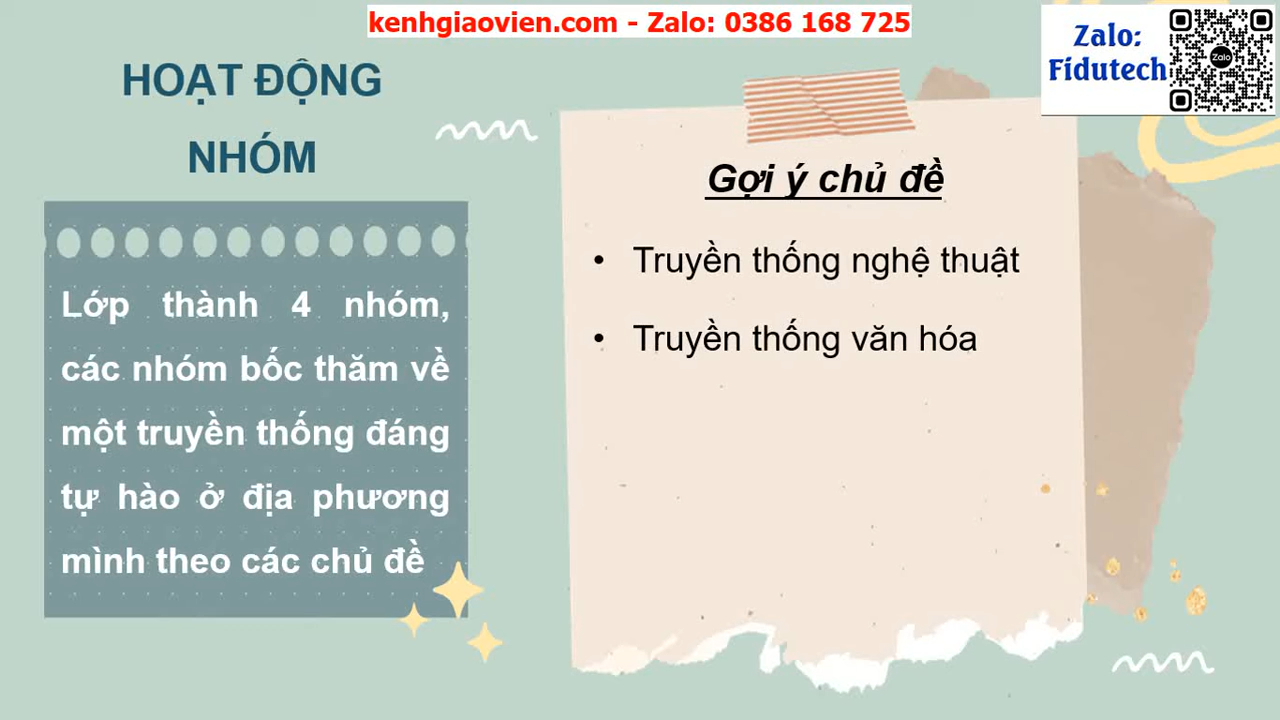 kenhgiaovien.com - Zalo: 0386 168 725
Zalo:
Fidutech
Zalo
HOẠT ĐỘNG
NHÓM
Lớp thành 4 nhóm,
các nhóm bốc thăm về
một truyền thống đáng
tự hào ở địa phương
mình theo các chủ đề
Gợi ý chủ đề
• Truyền thống nghệ thuật
• Truyền thống văn hóa